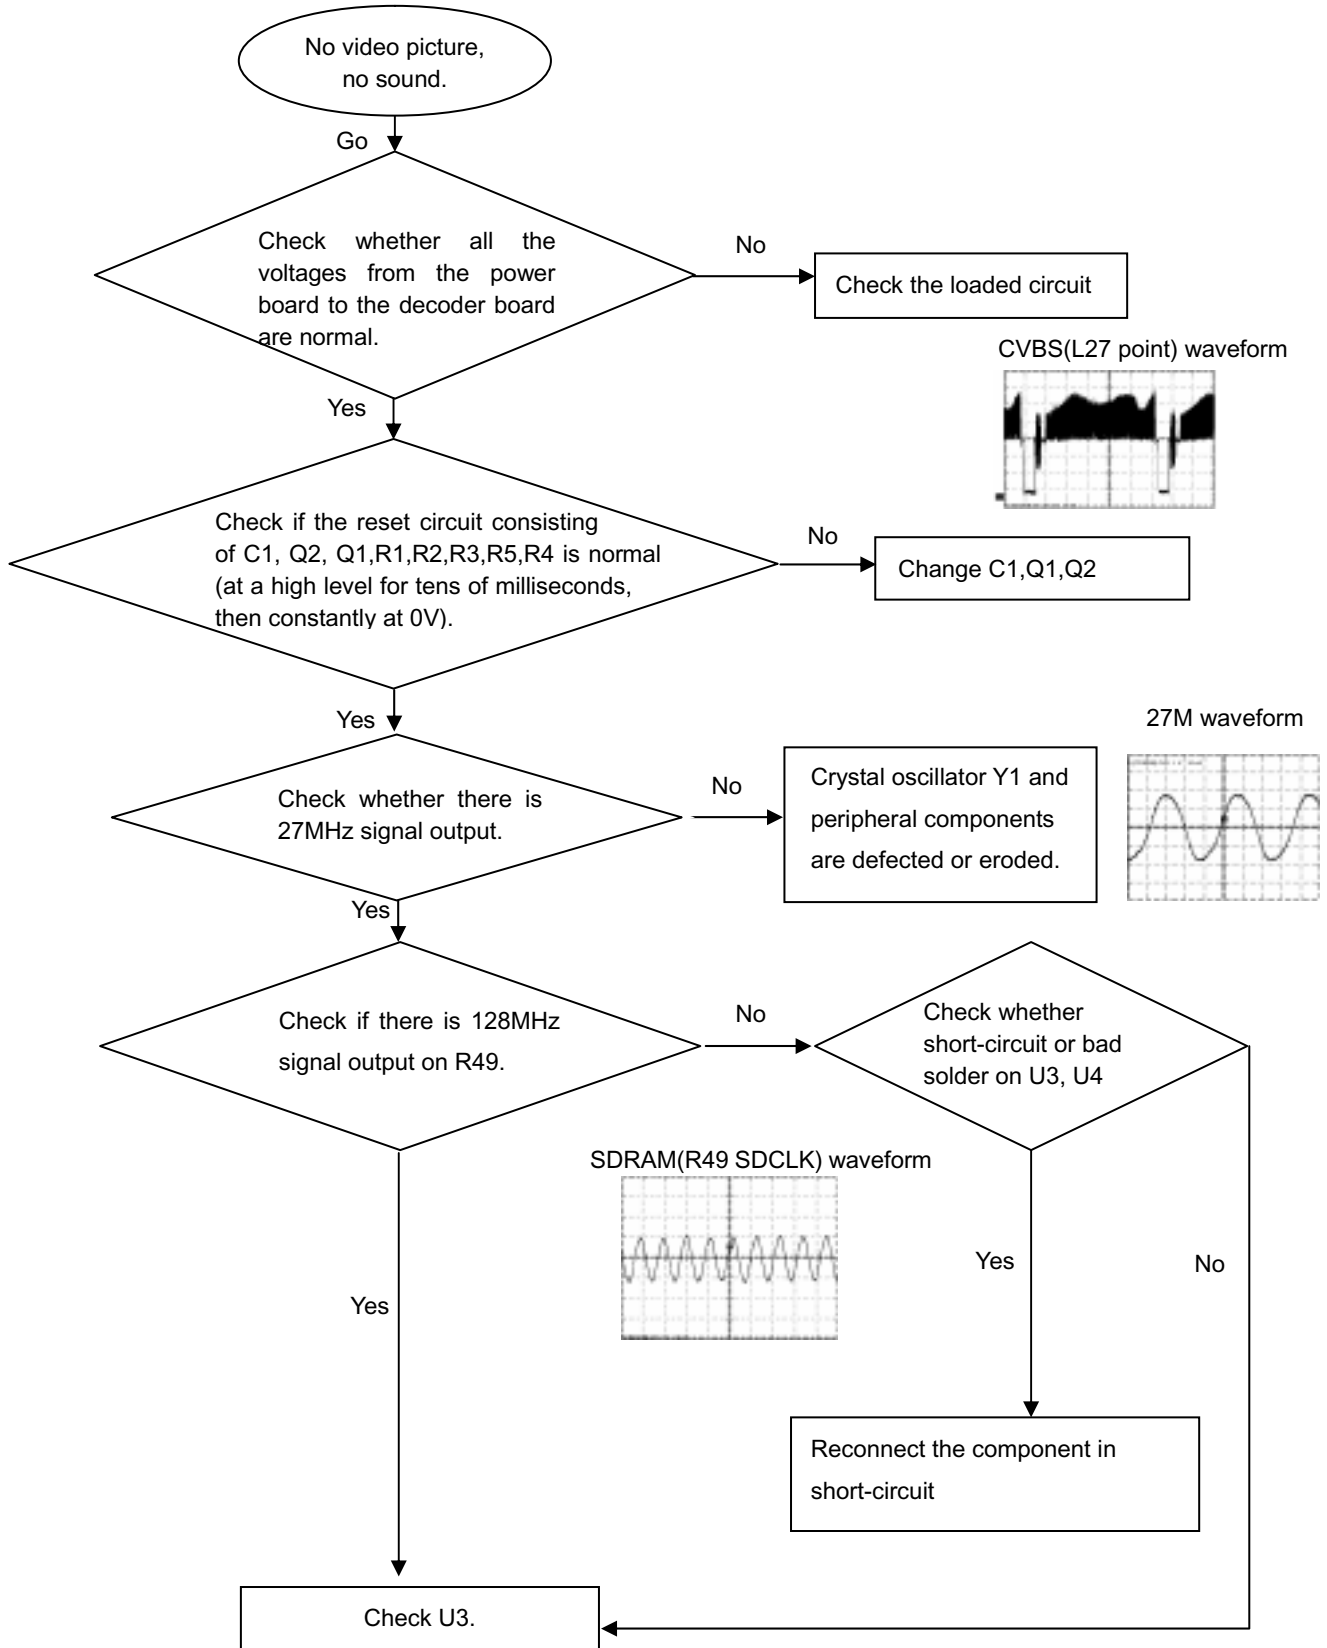 No video picture,
no sound.
Go
Check whether all the
voltages from the power
board to the decoder board
are normal.
No
Check the loaded circuit
CVBS(L27 point) waveform
Yes
Check if the reset circuit consisting
of C1, Q2, Q1,R1,R2,R3,R5,R4 is normal
(at a high level for tens of milliseconds,
then constantly at 0V).
No
Change C1,Q1,Q2
Yes
27M waveform
Check whether there is
27MHz signal output.
No
Crystal oscillator Y1 and
peripheral components
are defected or eroded.
Yes
Check if there is 128MHz
signal output on R49.
No
Check whether
short-circuit or bad
solder on U3, U4
SDRAM(R49 SDCLK) waveform
Yes
No
Yes
Reconnect the component in
short-circuit
Check U3.